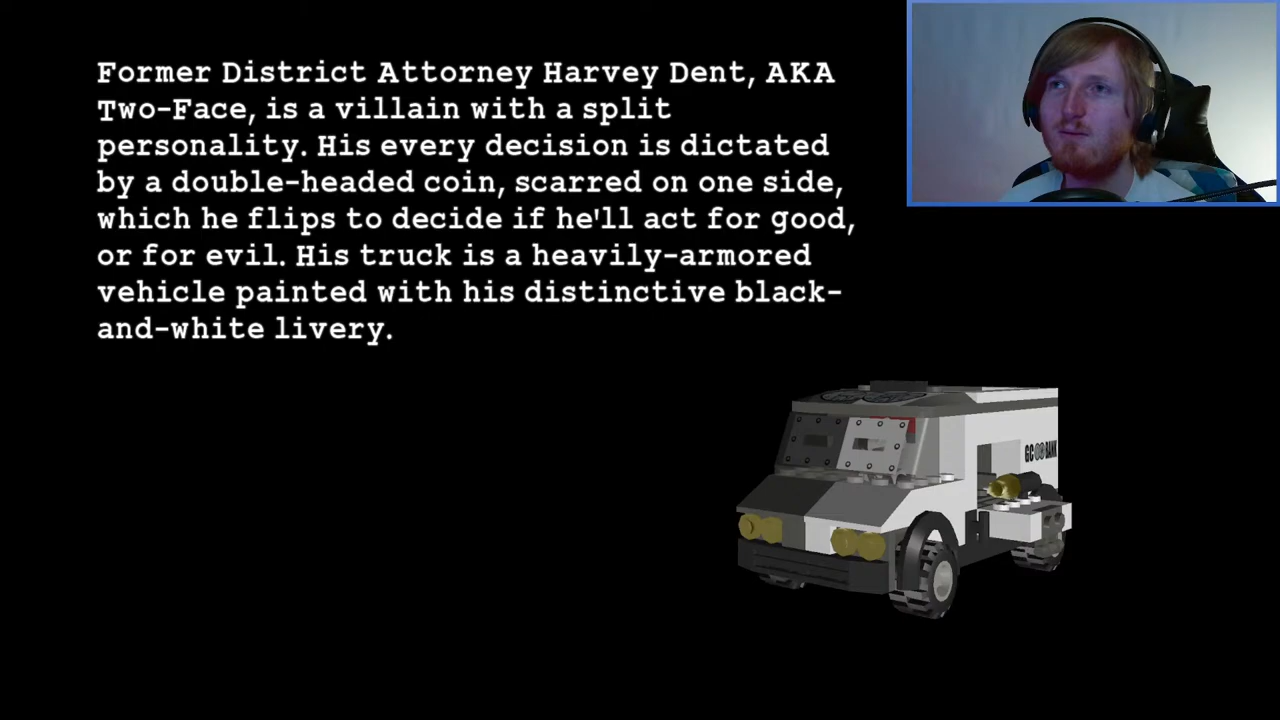 Former District Attorney Harvey Dent, AKA
Two-Face, is a villain with a split
personality. His every decision is dictated
by a double-headed coin, scarred on one side,
which he flips to decide if he'll act for good,
or for evil. His truck is a heavily-armored
vehicle painted with his distinctive black-
and-white livery.
GC BANK